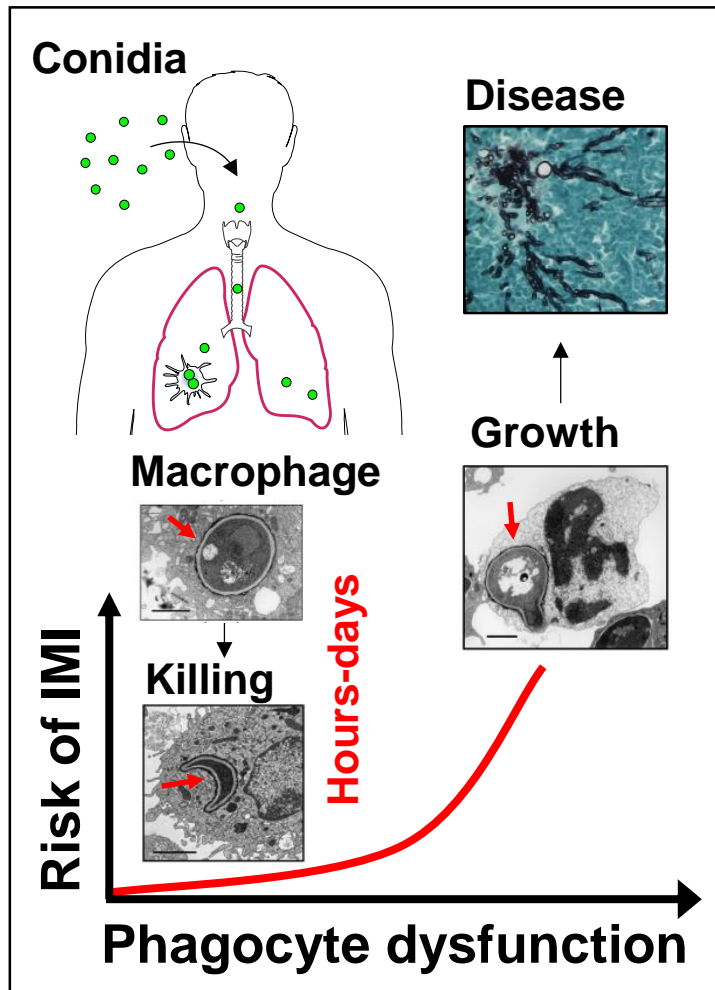 Conidia
Disease
Growth
Macrophage
Killing
Hours-days
Risk of IMI
Phagocyte dysfunction